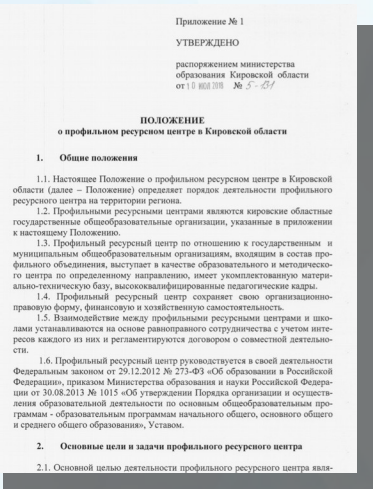 Приложение № 1
УТВЕРЖДЕНО
распоряжением министерства
образования Кировской области
от 10 ИЮЛ № 5-131
ПОЛОЖЕНИЕ
о профильном ресурсном центре в Кировской области
1. Общие положения
1.1. Настоящее Положение о профильном ресурсном центре в Кировской
области (далее – Положение) определяет порядок деятельности профильного
ресурсного центра на территории региона.
1.2. Профильными ресурсными центрами являются кировские областные
государственные общеобразовательные организации, указанные в приложении
к настоящему Положению.
1.3. Профильный ресурсный центр по отношению к государственным и
муниципальным общеобразовательным организациям, входящим в состав про-
фильного объединения, выступает в качестве образовательного и методическо-
го центра по определенному направлению, имеет укомплектованную матери-
ально-техническую базу, высококвалифицированные педагогические кадры.
1.4. Профильный ресурсный центр сохраняет свою организационно-
правовую форму, финансовую и хозяйственную самостоятельность.
1.5. Взаимодействие между профильными ресурсными центрами и шко-
лами устанавливаются на основе равноправного сотрудничества с учетом инте-
ресов каждого из них и регламентируются договором о совместной деятельно-
сти.
1.6. Профильный ресурсный центр руководствуется в своей деятельности
Федеральным законом от 29.12.2012 № 273-ФЗ «Об образовании в Российской
Федерации», приказом Министерства образования и науки Российской Федера-
ции от 30.08.2013 № 1015 «Об утверждении Порядка организации и осуществ-
ления образовательной деятельности по основным общеобразовательным про-
граммам - образовательным программам начального общего, основного общего
и среднего общего образования», Уставом.
2. Основные цели и задачи профильного ресурсного центра
2.1. Основной целью деятельности профильного ресурсного центра явля-